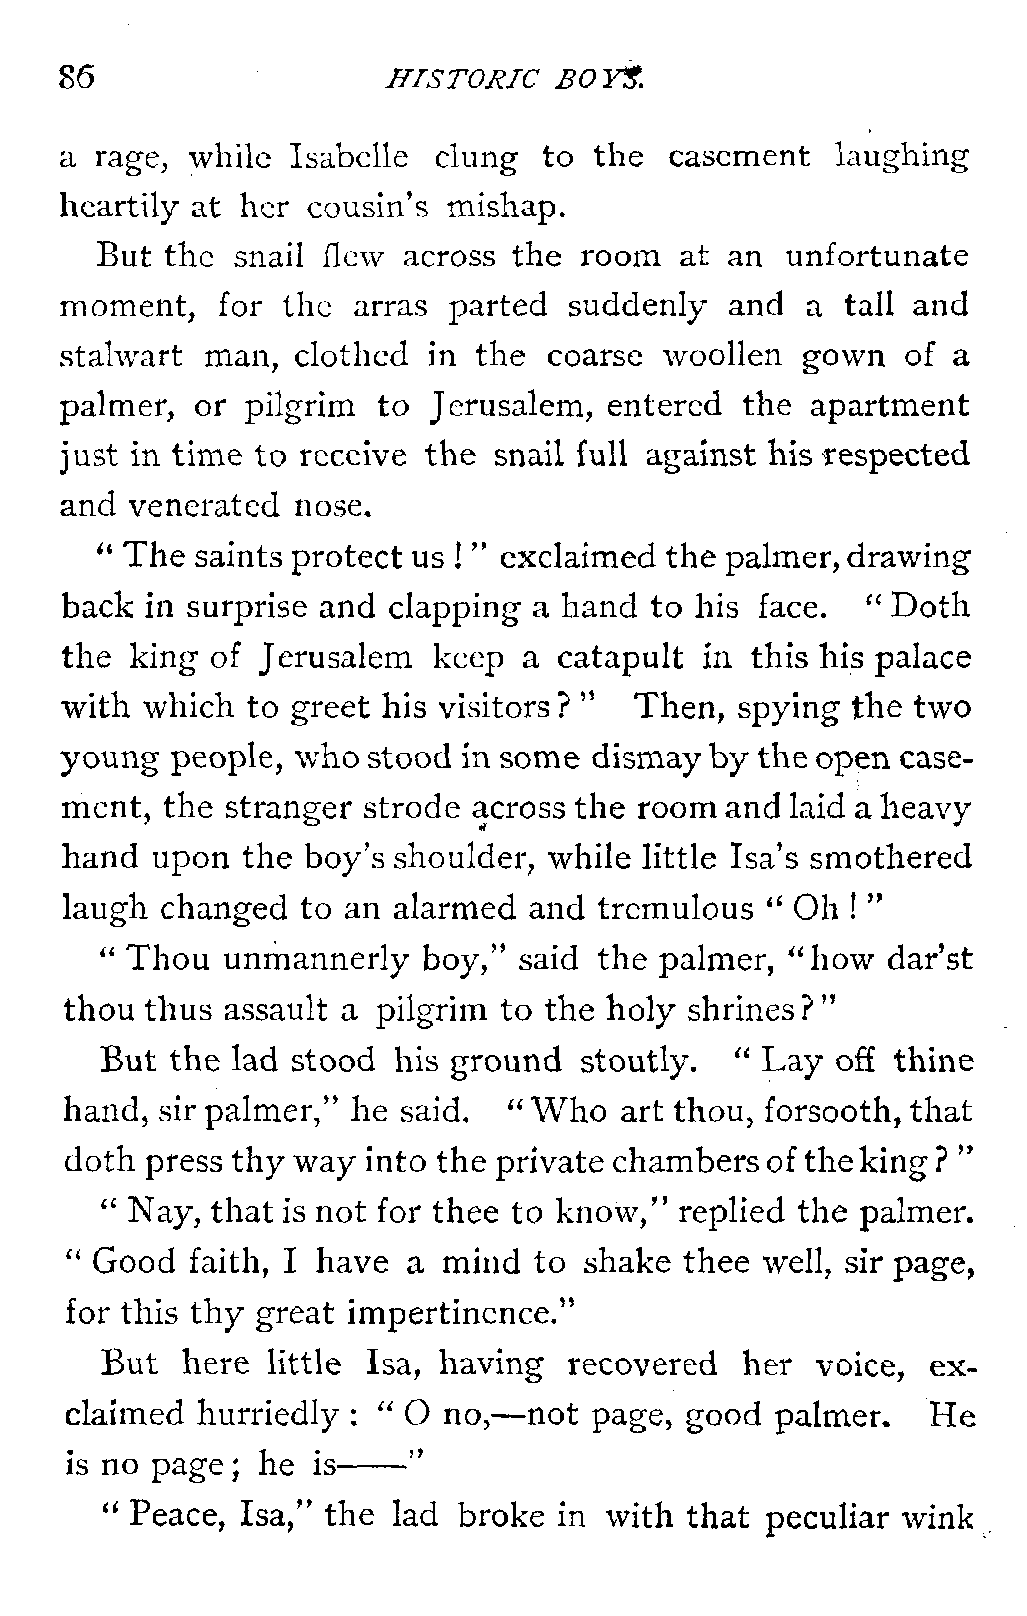 86 HISTORIC BOYS.
a rage, while Isabelle clung to the casement laughing
heartily at her cousin's mishap.
But the snail flew across the room at an unfortunate
moment, for the arras parted suddenly and a tall and
stalwart man, clothed in the coarse woollen gown of a
palmer, or pilgrim to Jerusalem, entered the apartment
just in time to receive the snail full against his respected
and venerated nose.
" The saints protect us ! " exclaimed the palmer, drawing
back in surprise and clapping a hand to his face. " Doth
the king of Jerusalem keep a catapult in this his palace
with which to greet his visitors ? " Then, spying the two
young people, who stood in some dismay by the open case-
ment, the stranger strode across the room and laid a heavy
hand upon the boy's shoulder, while little Isa's smothered
laugh changed to an alarmed and tremulous " Oh ! "
" Thou unmannerly boy," said the palmer, "how dar'st
thou thus assault a pilgrim to the holy shrines ? "
But the lad stood his ground stoutly. " Lay off thine
hand, sir palmer," he said. " Who art thou, forsooth, that
doth press thy way into the private chambers of the king ? "
" Nay, that is not for thee to know," replied the palmer.
" Good faith, I have a mind to shake thee well, sir page,
for this thy great impertinence."
But here little Isa, having recovered her voice, ex-
claimed hurriedly : " O no,—not page, good palmer. He
is no page ; he is——"
" Peace, Isa," the lad broke in with that peculiar wink